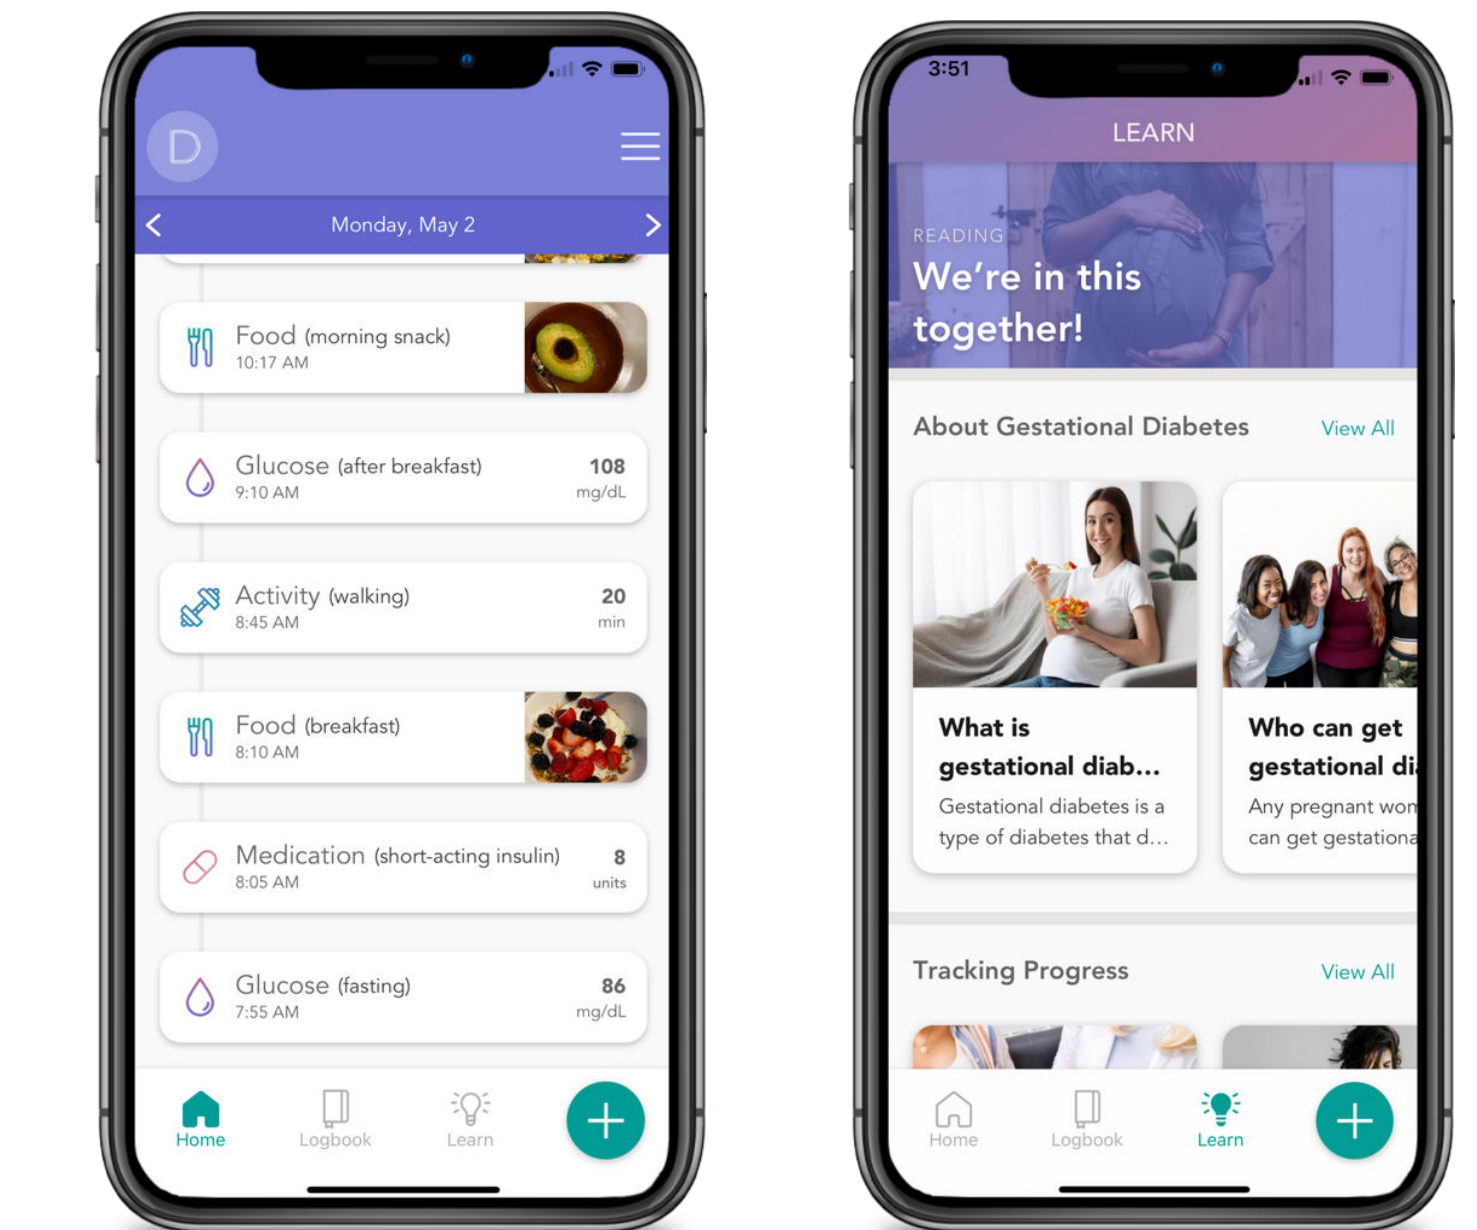 D
Monday, May 2
Food (morning snack)
10:17 AM
Glucose (after breakfast)
9:10 AM
108
mg/dL
Activity (walking)
8:45 AM
20
min
Food (breakfast)
8:10 AM
Medication (short-acting insulin)
8:05 AM
8
units
Glucose (fasting)
7:55 AM
86
mg/dL
Home
Logbook
Learn
3:51
LEARN
READING
We're in this
together!
About Gestational Diabetes
View All
What is
gestational diab...
Gestational diabetes is a
type of diabetes that d...
Who can get
gestational di
Any pregnant wom
can get gestationa
Tracking Progress
View All
Home
Logbook
Learn